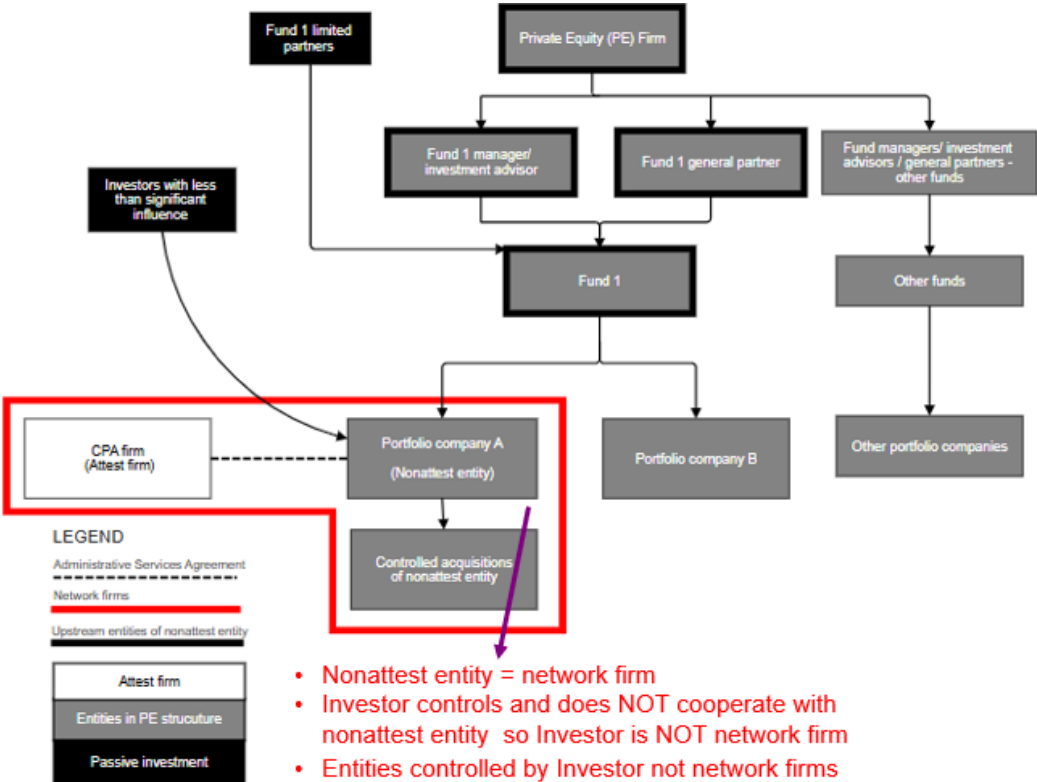 Fund 1 limited
partners
Private Equity (PE) Firm
Fund 1 manager/
investment advisor
Fund 1 general partner
Fund managers/ investment
advisors / general partners -
other funds
Investors with less
than significant
influence
Fund 1
Other funds
CPA firm
(Attest firm)
Portfolio company A
(Nonattest entity)
Portfolio company B
Other portfolio companies
Controlled acquisitions
of nonattest entity
LEGEND
Administrative Services Agreement
Network firms
Upstream entities of nonattest entity
Attest firm
Entities in PE strucuture
Passive investment
• Nonattest entity = network firm
• Investor controls and does NOT cooperate with
nonattest entity so Investor is NOT network firm
• Entities controlled by Investor not network firms